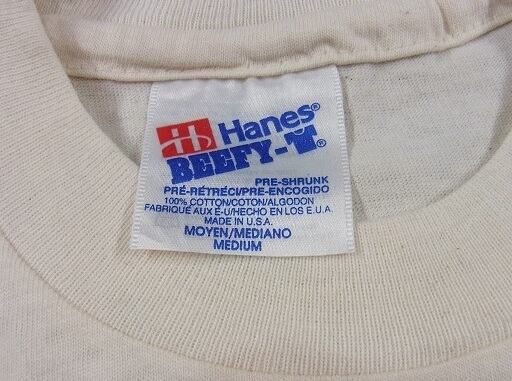 H Hanes®
BEEFY-T®
PRE-SHRUNK
PRÉ-RÉTRÉCI/PRE-ENCOGIDO
100% COTTON/COTON/ALGODON
FABRIQUÉ AUX É-U/HECHO EN LOS E.U.A.
MADE IN U.S.A.
MOYEN/MEDIANO
MEDIUM